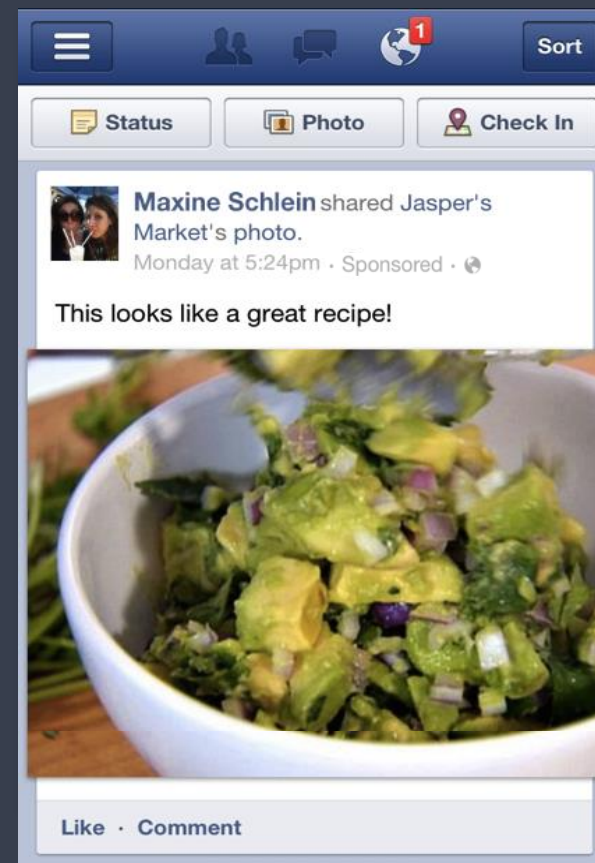 1
Sort
Status Photo Check In
Maxine Schlein shared Jasper's
Market's photo.
Monday at 5:24pm · Sponsored ·
This looks like a great recipe!
Like · Comment